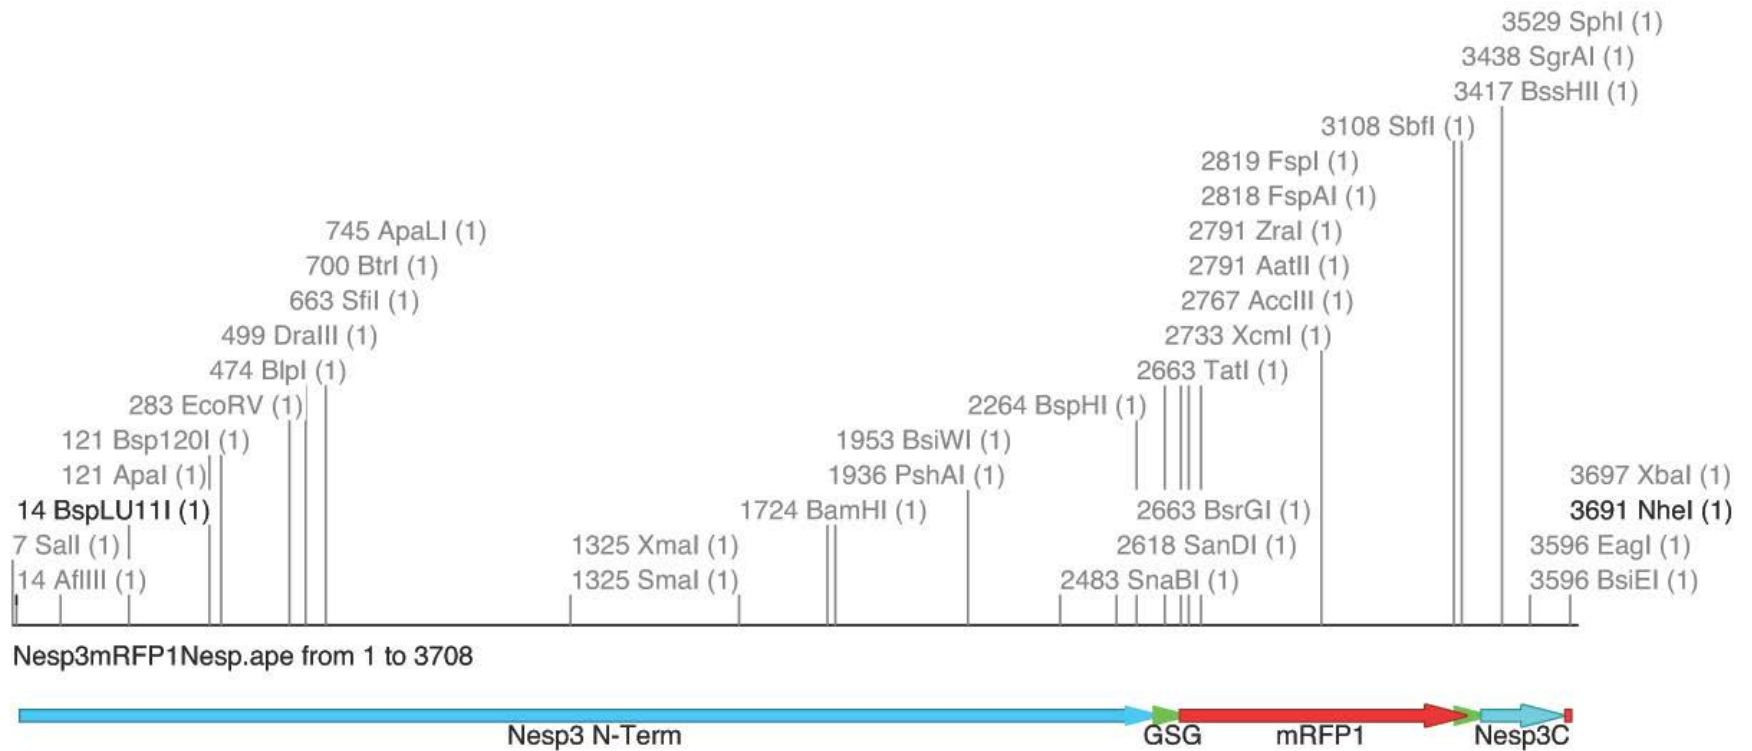 3529 SphI (1)
3438 SgrAI (1)
3417 BssHII (1)
3108 SbfI (1)
2819 FspI (1)
2818 FspAI (1)
745 ApaLI (1) 2791 ZraI (1)
700 BtrI (1) 2791 AatII (1)
663 SfiI (1) 2767 AccIII (1)
499 DraIII (1) 2733 XcmI (1)
474 BlpI (1) 2663 TatI (1)
283 EcoRV (1) 2264 BspHI (1)
121 Bsp120I (1) 1953 BsiWI (1)
121 ApaI (1) 1936 PshAI (1) 3697 XbaI (1)
14 BspLU11I (1) 1724 BamHI (1) 2663 BsrGI (1) 3691 NheI (1)
7 SalI (1) 1325 XmaI (1) 2618 SanDI (1) 3596 EagI (1)
14 AflIII (1) 1325 SmaI (1) 2483 SnaBI (1) 3596 BsiEI (1)
Nesp3mRFP1Nesp.ape from 1 to 3708
Nesp3 N-Term GSG mRFP1 Nesp3C